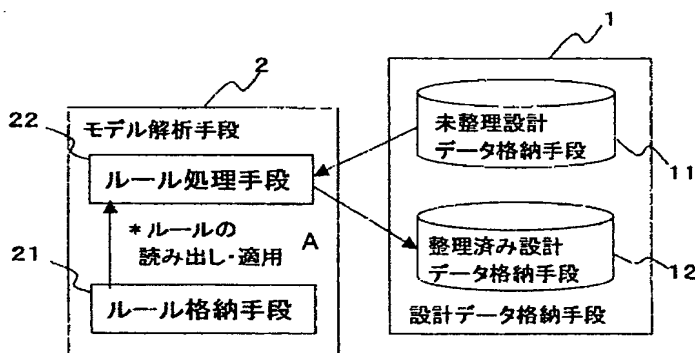 1
2
22
モデル解析手段
ルール処理手段
*ルールの
読み出し・適用
A
21
ルール格納手段
未整理設計
データ格納手段
11
整理済み設計
データ格納手段
12
設計データ格納手段